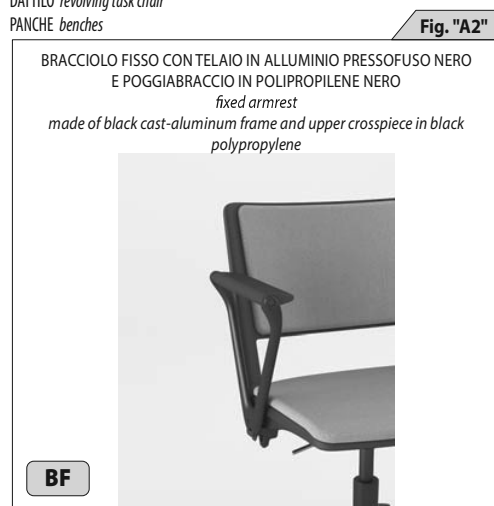 DATTILO revolving task chair
PANCHE benches
Fig. "A2"
BRACCIOLO FISSO CON TELAIO IN ALLUMINIO PRESSOFUSO NERO
E POGGIABRACCIO IN POLIPROPILENE NERO
fixed armrest
made of black cast-aluminum frame and upper crosspiece in black
polypropylene
BF